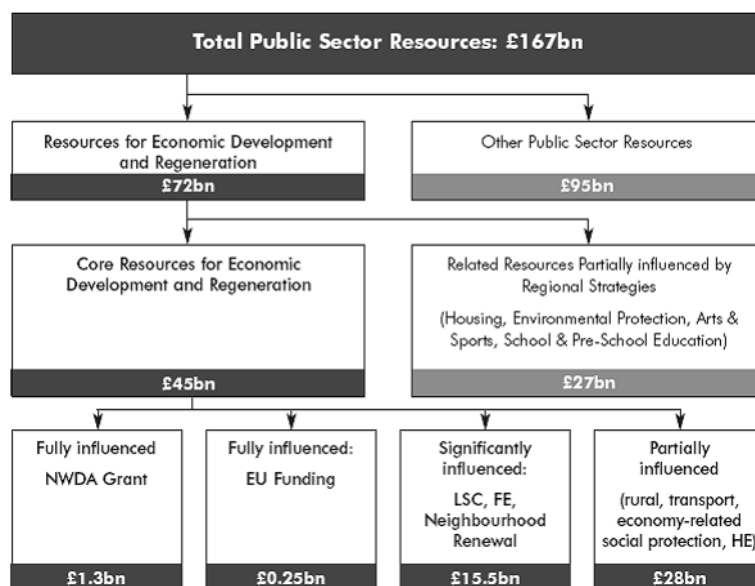 Total Public Sector Resources: £167bn
Resources for Economic Development
and Regeneration
£72bn
Other Public Sector Resources
£95bn
Core Resources for Economic
Development and Regeneration
£45bn
Related Resources Partially influenced by
Regional Strategies
(Housing, Environmental Protection, Arts &
Sports, School & Pre-School Education)
£27bn
Fully influenced
NWDA Grant
£1.3bn
Fully influenced:
EU Funding
£0.25bn
Significantly
influenced:
LSC, FE,
Neighbourhood
Renewal
£15.5bn
Partially
influenced
(rural, transport,
economy-related
social protection, HE)
£28bn